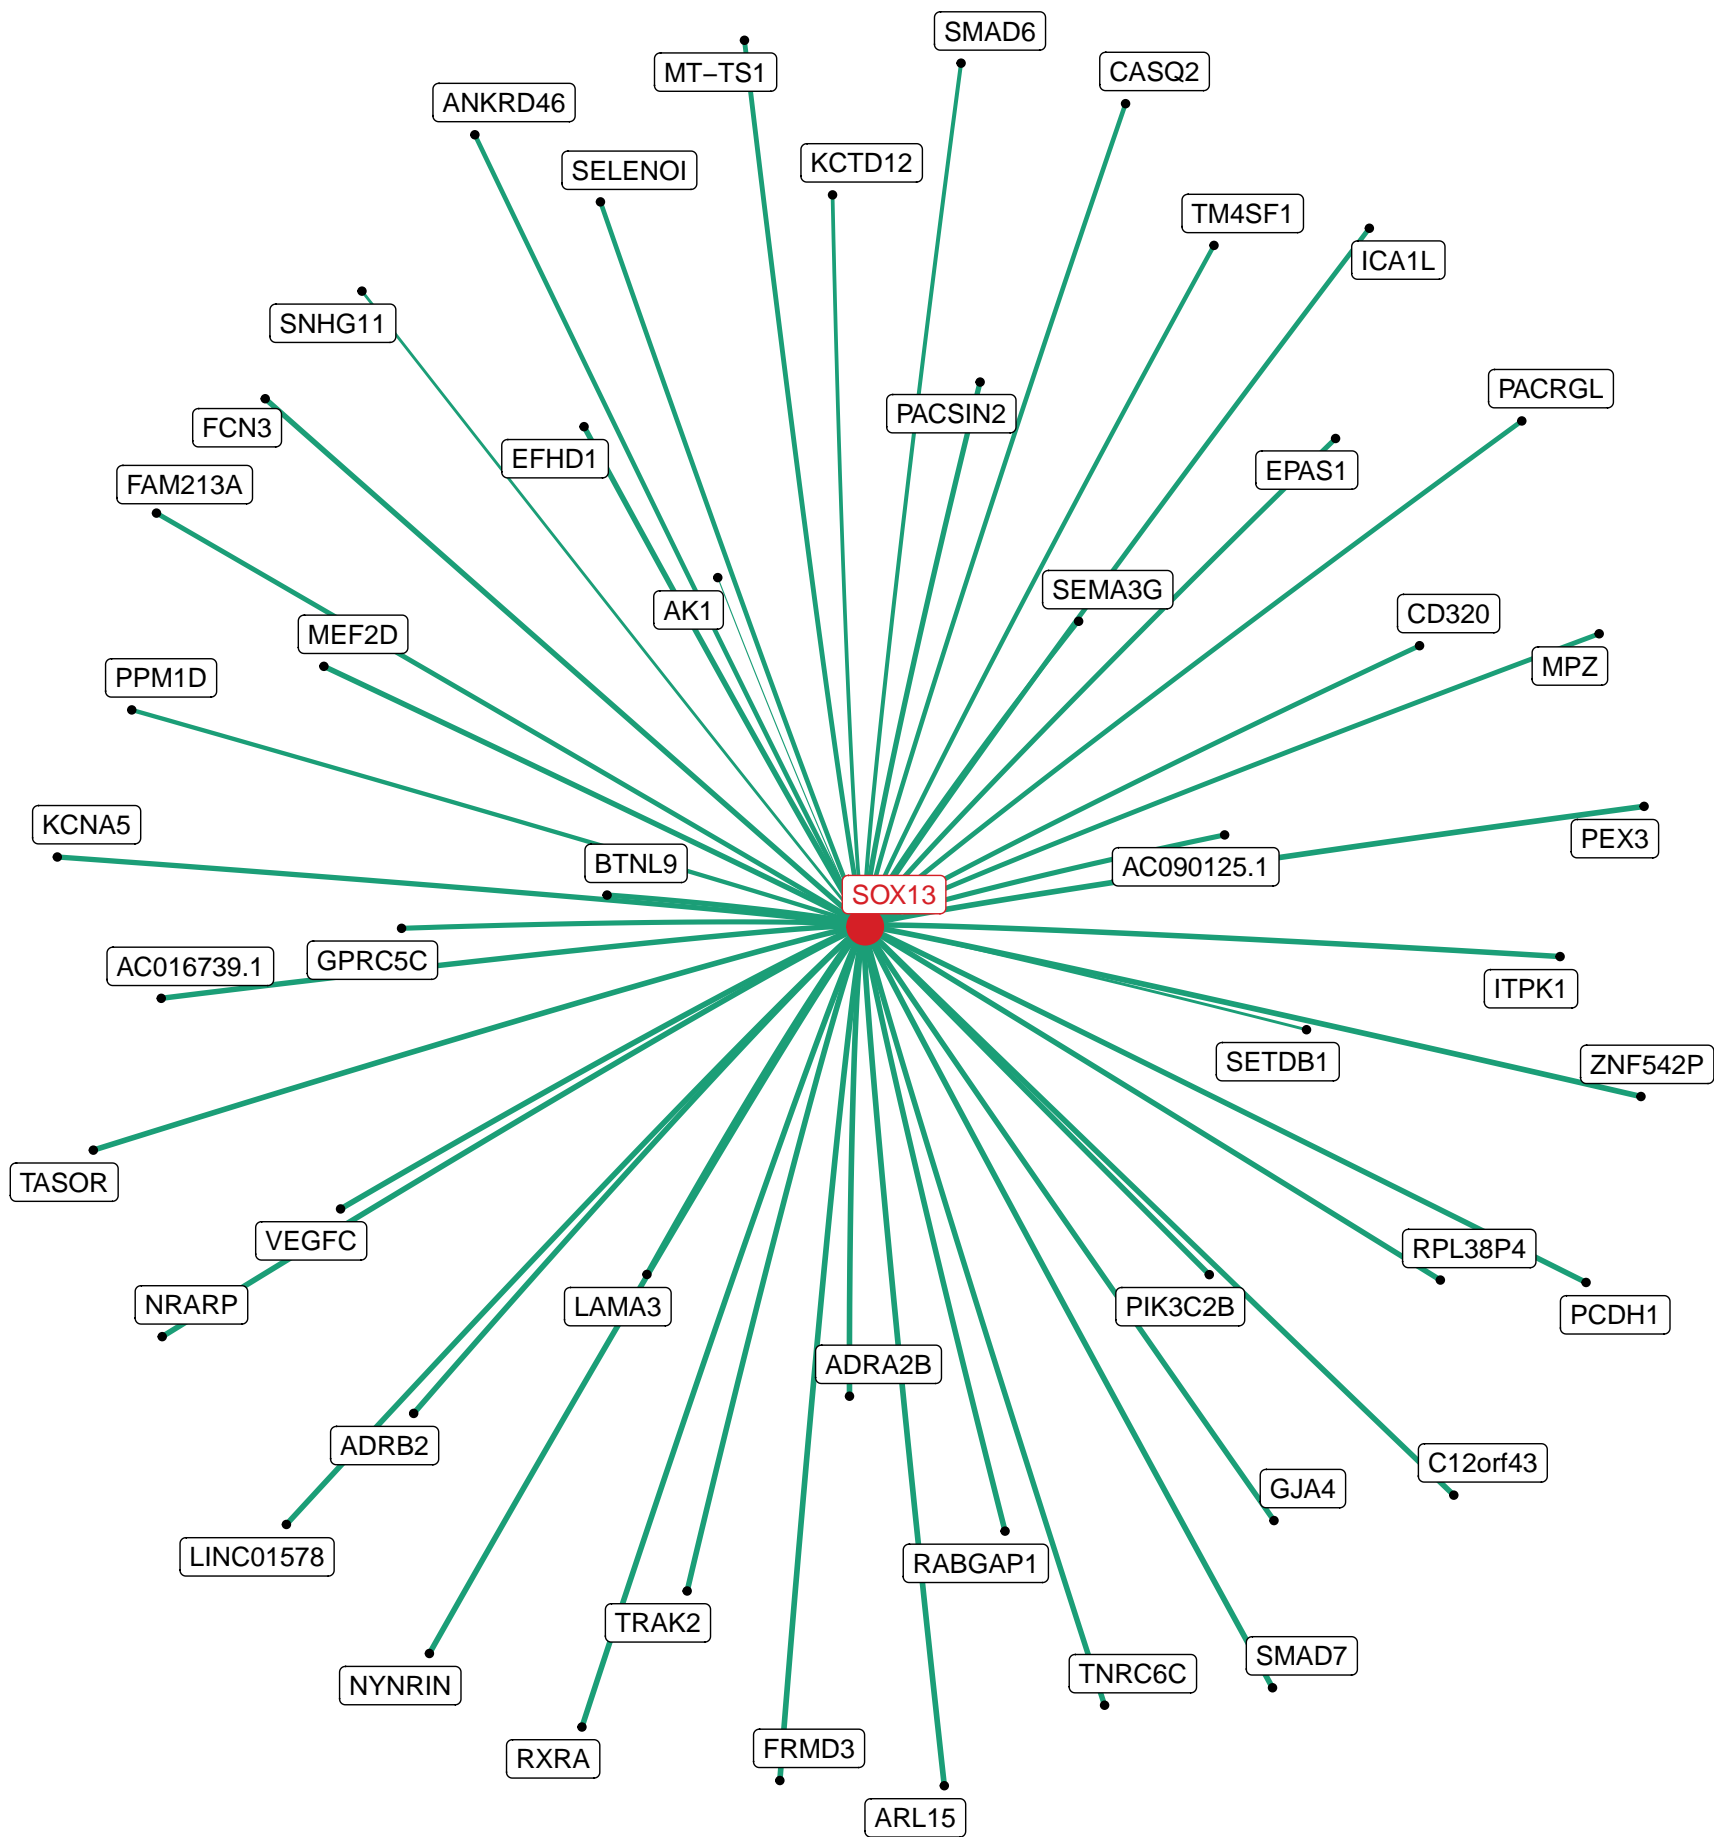 SMAD6
MT−TS1
CASQ2
ANKRD46
KCTD12
SELENOI
TM4SF1
ICA1L
SNHG11
PACRGL
PACSIN2
FCN3
EFHD1
EPAS1
FAM213A
SEMA3G
AK1
CD320
MEF2D
MPZ
PPM1D
KCNA5
PEX3
BTNL9
AC090125.1
SOX13
GPRC5C
AC016739.1
ITPK1
SETDB1
ZNF542P
TASOR
VEGFC
RPL38P4
NRARP
LAMA3
PIK3C2B
PCDH1
ADRA2B
ADRB2
C12orf43
GJA4
LINC01578
RABGAP1
TRAK2
SMAD7
TNRC6C
NYNRIN
FRMD3
RXRA
ARL15